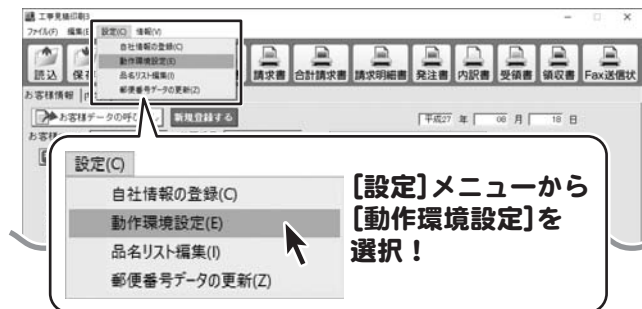 工事見積印刷3
ファイル(F) 編集(E 設定(C) 情報(V)
自社情報の登録(C)
動作環境設定(E)
品名リスト編集(I)
郵便番号データの更新(Z)
読込 保 請求書 合計請求書 請求明細書 発注書 内訳書 受領書 領収書 Fax送信状
お客様情報
お客様データの呼び 新規登録する 平成27 年 08 月 18 日
お客様
設定(C)
自社情報の登録(C)
動作環境設定(E)
品名リスト編集(I)
郵便番号データの更新(Z)
[設定]メニューから
[動作環境設定]を
選択！